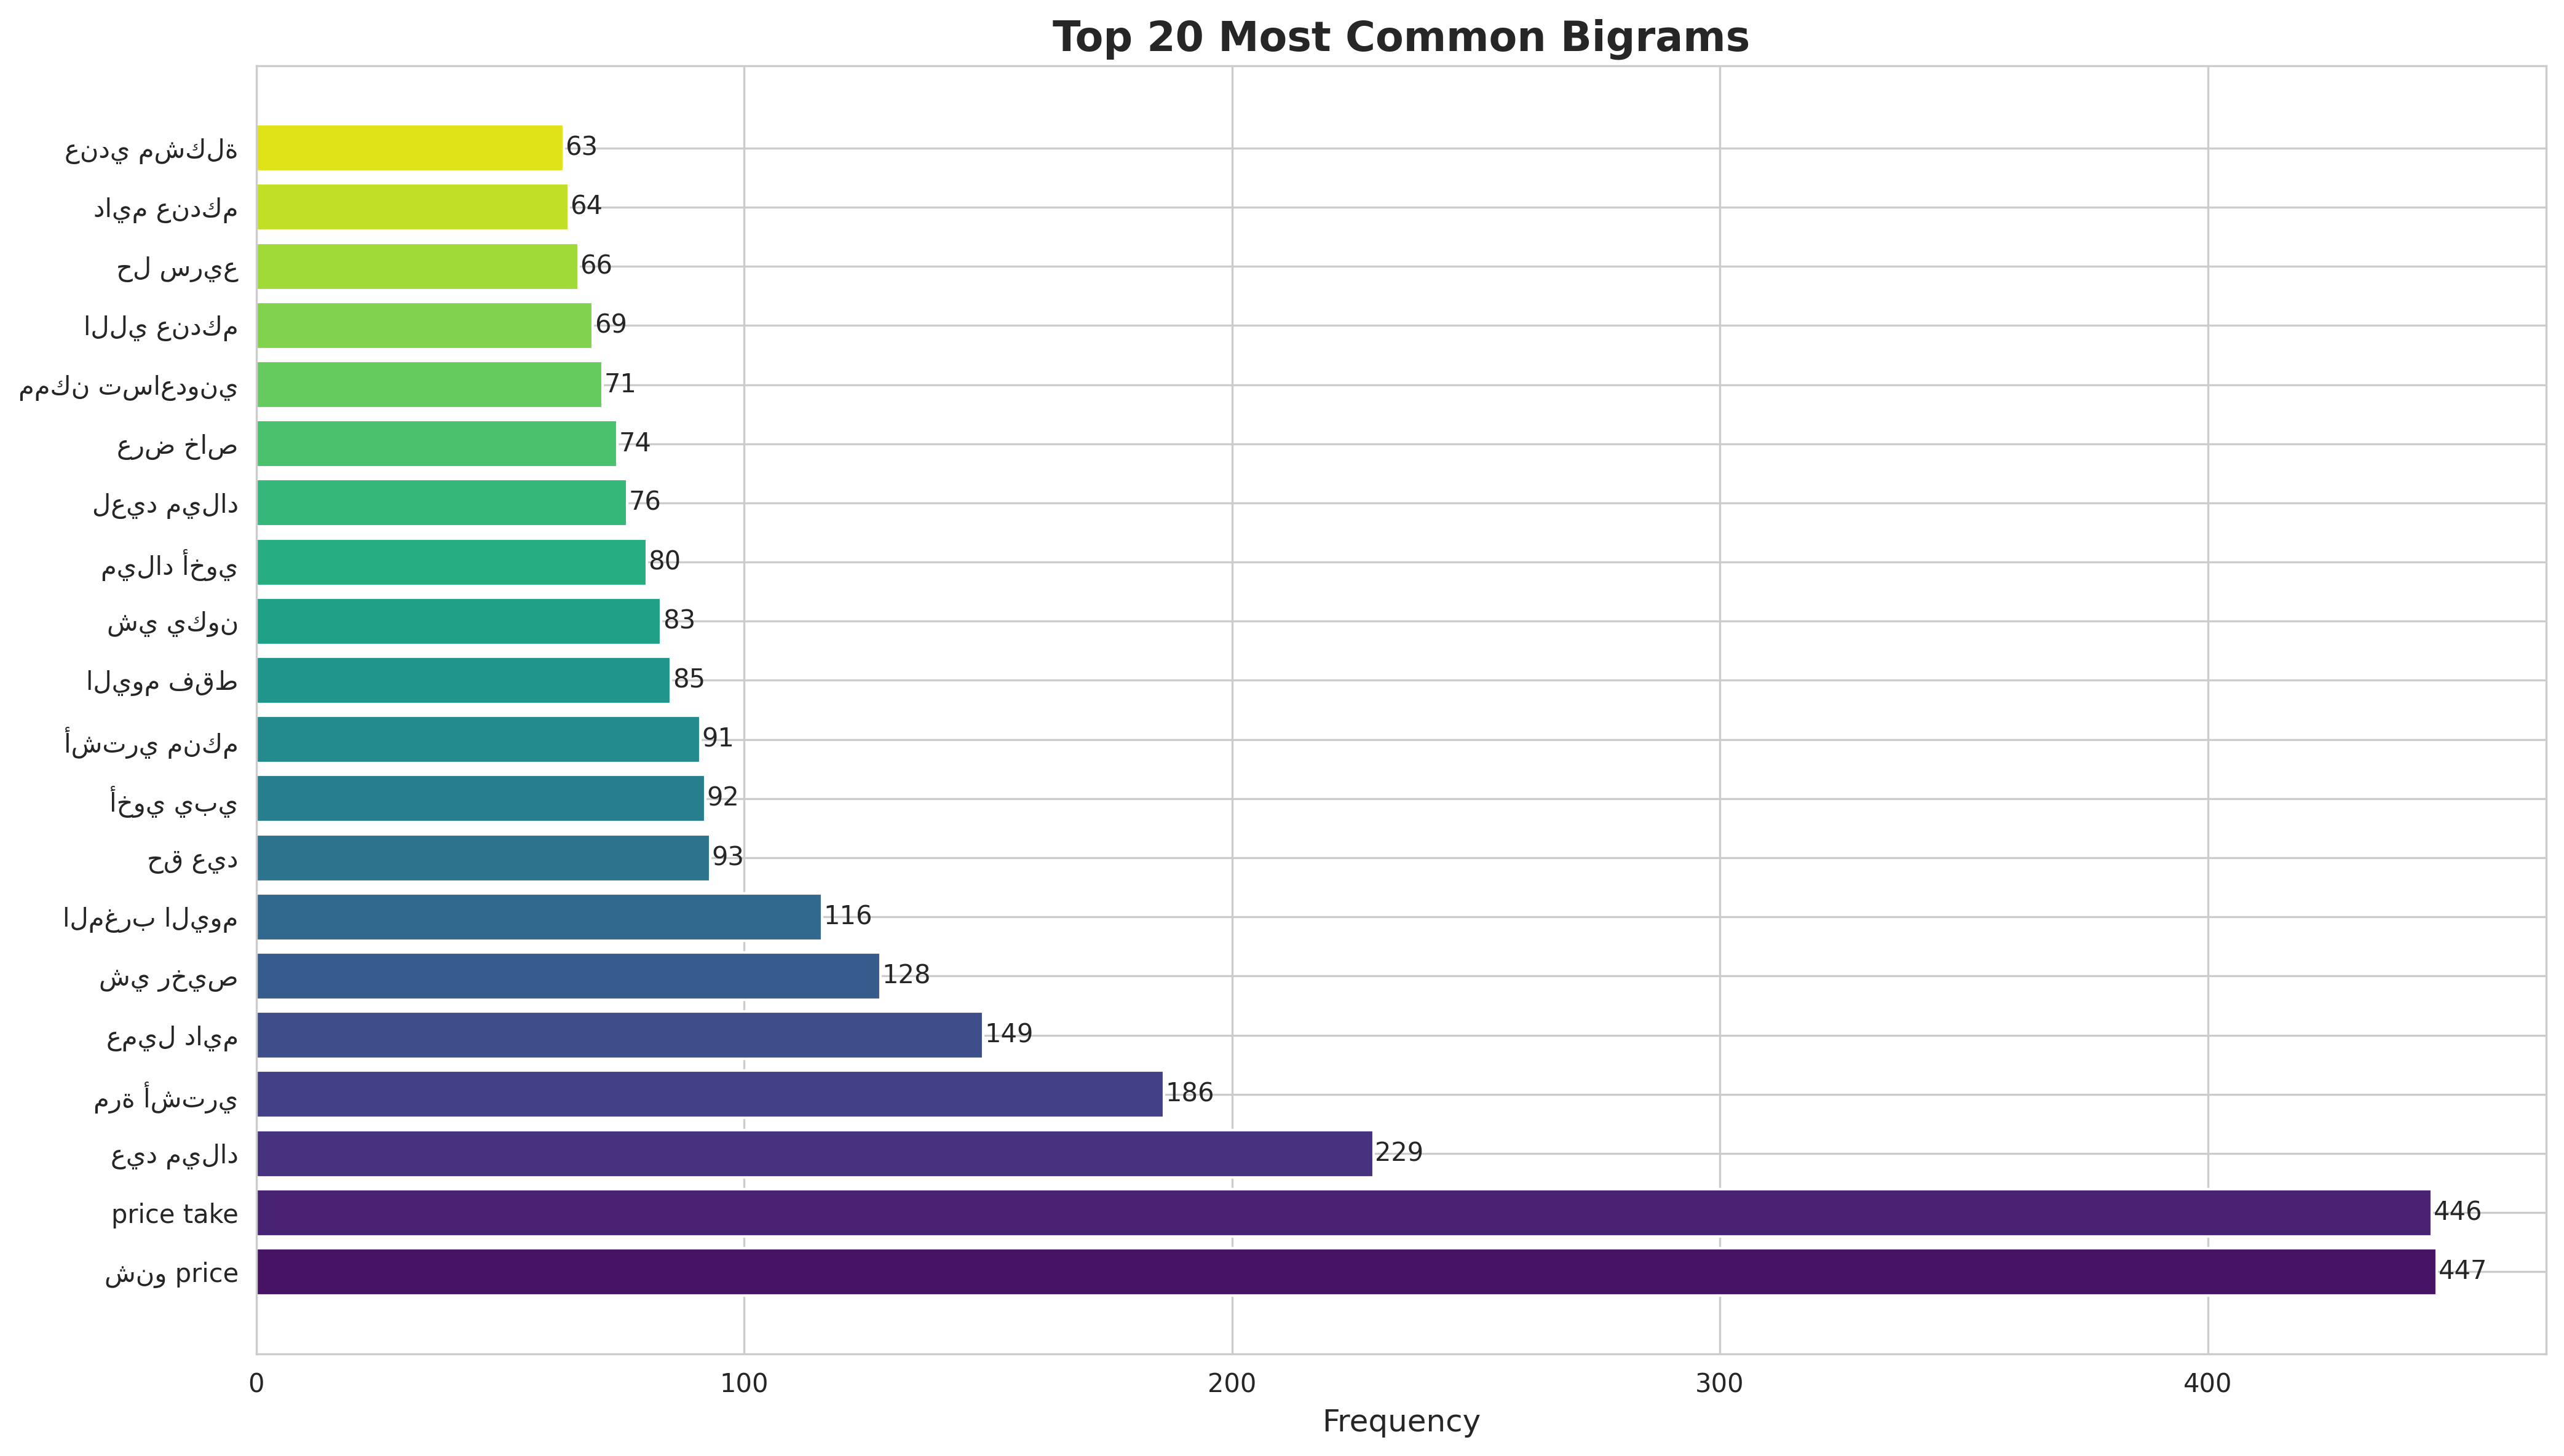 Top 20 Most Common Bigrams
عندي مشكلة 63
دايم عندكم 64
حل سريع 66
اللي عندكم 69
ممكن تساعدوني 71
عرض خاص 74
لعيد ميلاد 76
ميلاد أخوي 80
شي يكون 83
اليوم فقط 85
أشتري منكم 91
أخوي يبي 92
حق عيد 93
المغرب اليوم 116
شي رخيص 128
عميل دايم 149
مرة أشتري 186
عيد ميلاد 229
price take 446
شنو price 447
0 100 200 300 400
Frequency